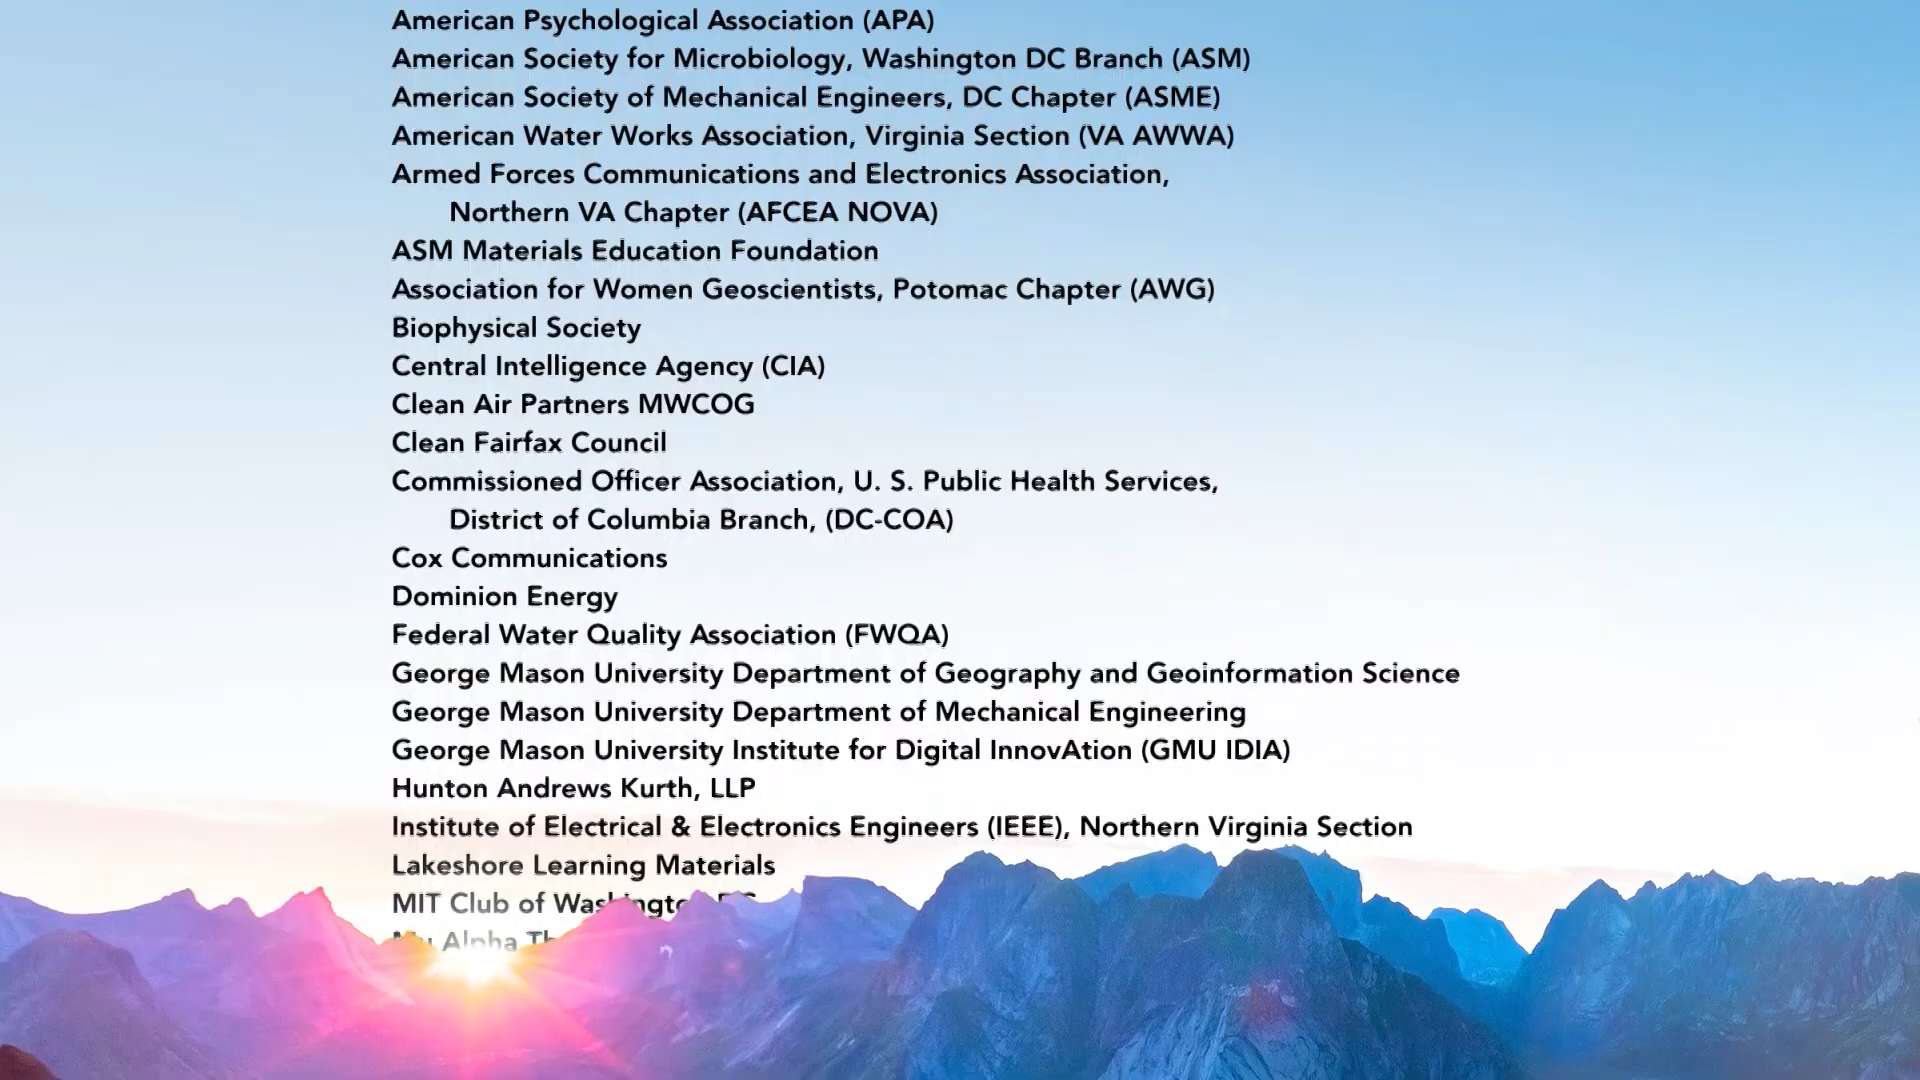 American Psychological Association (APA)
American Society for Microbiology, Washington DC Branch (ASM)
American Society of Mechanical Engineers, DC Chapter (ASME)
American Water Works Association, Virginia Section (VA AWWA)
Armed Forces Communications and Electronics Association,
Northern VA Chapter (AFCEA NOVA)
ASM Materials Education Foundation
Association for Women Geoscientists, Potomac Chapter (AWG)
Biophysical Society
Central Intelligence Agency (CIA)
Clean Air Partners MWCOG
Clean Fairfax Council
Commissioned Officer Association, U. S. Public Health Services,
District of Columbia Branch, (DC-COA)
Cox Communications
Dominion Energy
Federal Water Quality Association (FWQA)
George Mason University Department of Geography and Geoinformation Science
George Mason University Department of Mechanical Engineering
George Mason University Institute for Digital InnovAtion (GMU IDIA)
Hunton Andrews Kurth, LLP
Institute of Electrical & Electronics Engineers (IEEE), Northern Virginia Section
Lakeshore Learning Materials
MIT Club of Washington DC
Mu Alpha